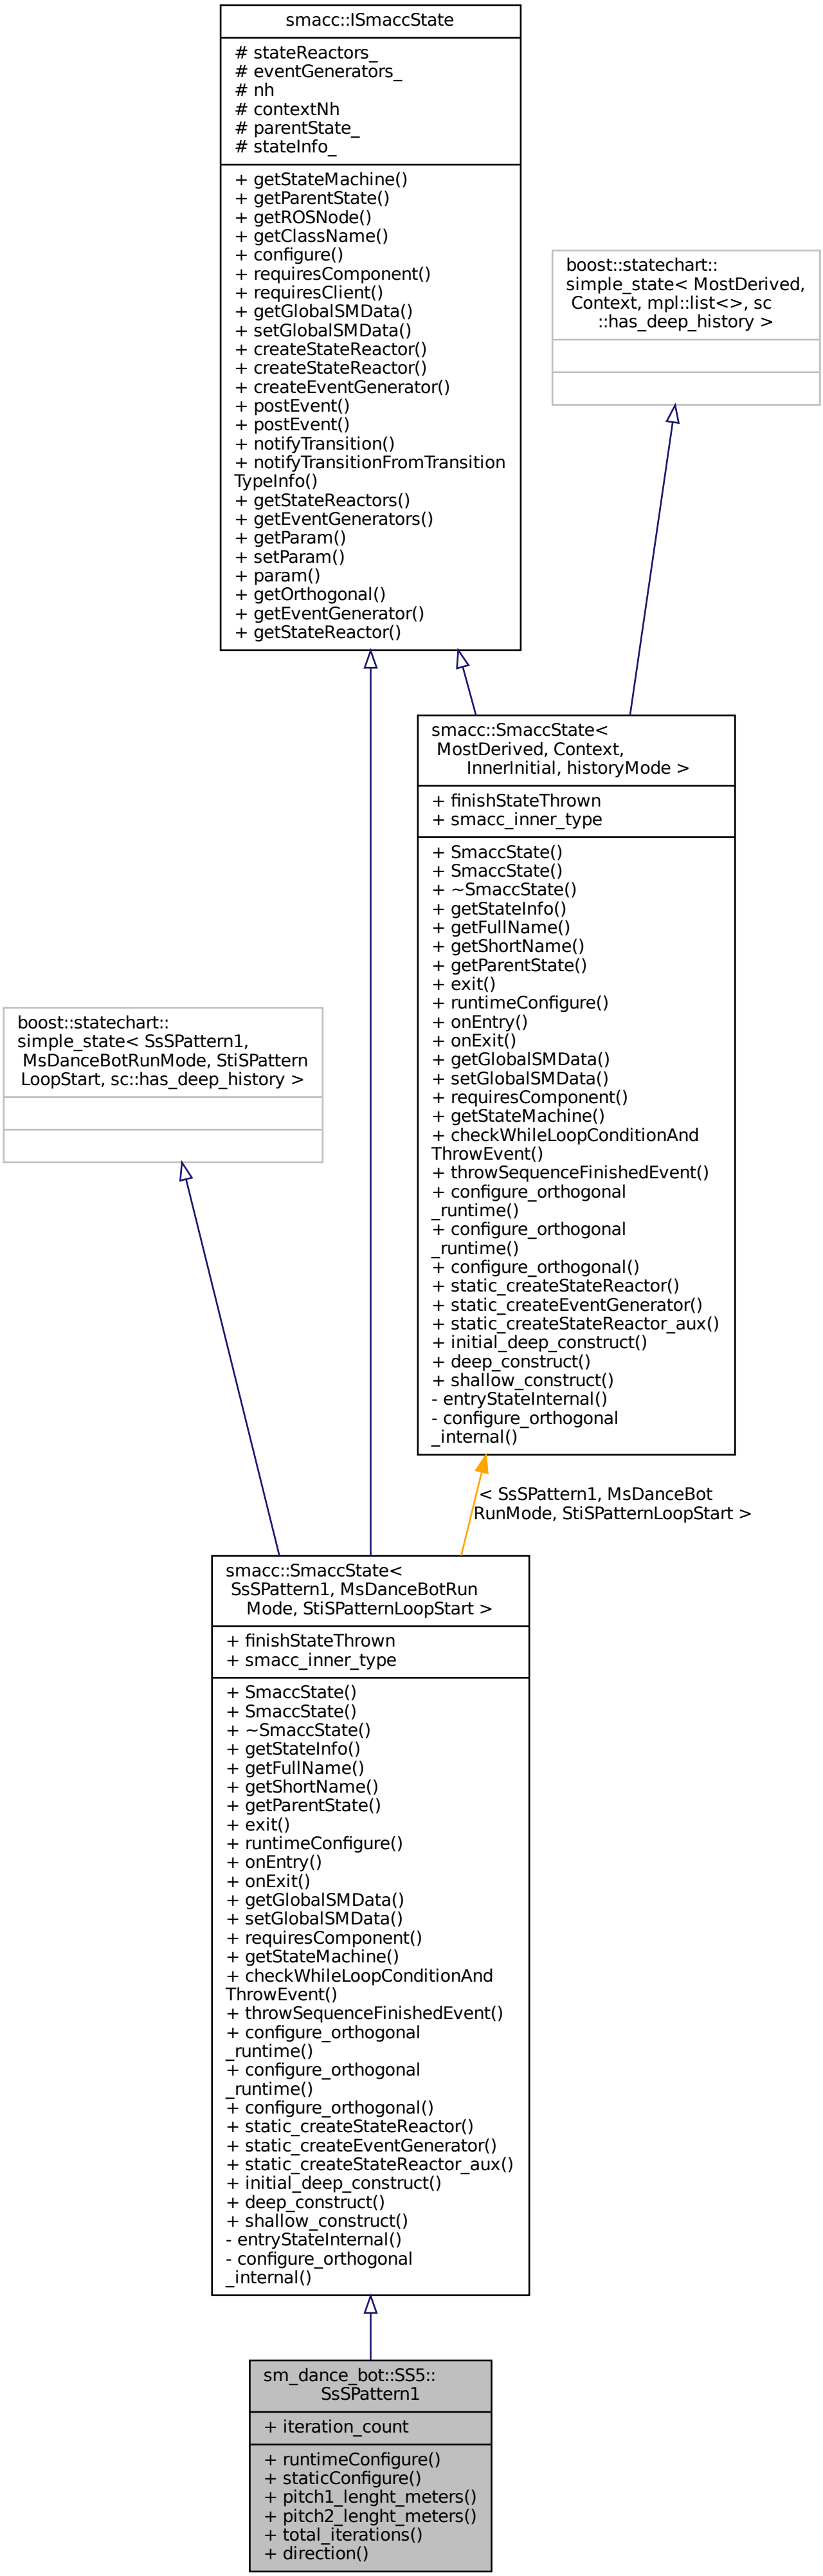 smacc::ISmaccState
# stateReactors_
# eventGenerators_
# nh
# contextNh
# parentState_
# stateInfo_
+ getStateMachine()
+ getParentState()
+ getROSNode()
+ getClassName()
+ configure()
+ requiresComponent()
+ requiresClient()
+ getGlobalSMData()
+ setGlobalSMData()
+ createStateReactor()
+ createStateReactor()
+ createEventGenerator()
+ postEvent()
+ postEvent()
+ notifyTransition()
+ notifyTransitionFromTransition
TypeInfo()
+ getStateReactors()
+ getEventGenerators()
+ getParam()
+ setParam()
+ param()
+ getOrthogonal()
+ getEventGenerator()
+ getStateReactor()
boost::statechart::
simple_state< MostDerived,
Context, mpl::list<>, sc
::has_deep_history >
smacc::SmaccState<
MostDerived, Context,
InnerInitial, historyMode >
+ finishStateThrown
+ smacc_inner_type
+ SmaccState()
+ SmaccState()
+ ~SmaccState()
+ getStateInfo()
+ getFullName()
+ getShortName()
+ getParentState()
+ exit()
+ runtimeConfigure()
+ onEntry()
+ onExit()
+ getGlobalSMData()
+ setGlobalSMData()
+ requiresComponent()
+ getStateMachine()
+ checkWhileLoopConditionAnd
ThrowEvent()
+ throwSequenceFinishedEvent()
+ configure_orthogonal
_runtime()
+ configure_orthogonal
_runtime()
+ configure_orthogonal()
+ static_createStateReactor()
+ static_createEventGenerator()
+ static_createStateReactor_aux()
+ initial_deep_construct()
+ deep_construct()
+ shallow_construct()
- entryStateInternal()
- configure_orthogonal
_internal()
boost::statechart::
simple_state< SsSPattern1,
MsDanceBotRunMode, StiSPattern
LoopStart, sc::has_deep_history >
< SsSPattern1, MsDanceBot
RunMode, StiSPatternLoopStart >
smacc::SmaccState<
SsSPattern1, MsDanceBotRun
Mode, StiSPatternLoopStart >
+ finishStateThrown
+ smacc_inner_type
+ SmaccState()
+ SmaccState()
+ ~SmaccState()
+ getStateInfo()
+ getFullName()
+ getShortName()
+ getParentState()
+ exit()
+ runtimeConfigure()
+ onEntry()
+ onExit()
+ getGlobalSMData()
+ setGlobalSMData()
+ requiresComponent()
+ getStateMachine()
+ checkWhileLoopConditionAnd
ThrowEvent()
+ throwSequenceFinishedEvent()
+ configure_orthogonal
_runtime()
+ configure_orthogonal
_runtime()
+ configure_orthogonal()
+ static_createStateReactor()
+ static_createEventGenerator()
+ static_createStateReactor_aux()
+ initial_deep_construct()
+ deep_construct()
+ shallow_construct()
- entryStateInternal()
- configure_orthogonal
_internal()
sm_dance_bot::SS5::
SsSPattern1
+ iteration_count
+ runtimeConfigure()
+ staticConfigure()
+ pitch1_lenght_meters()
+ pitch2_lenght_meters()
+ total_iterations()
+ direction()